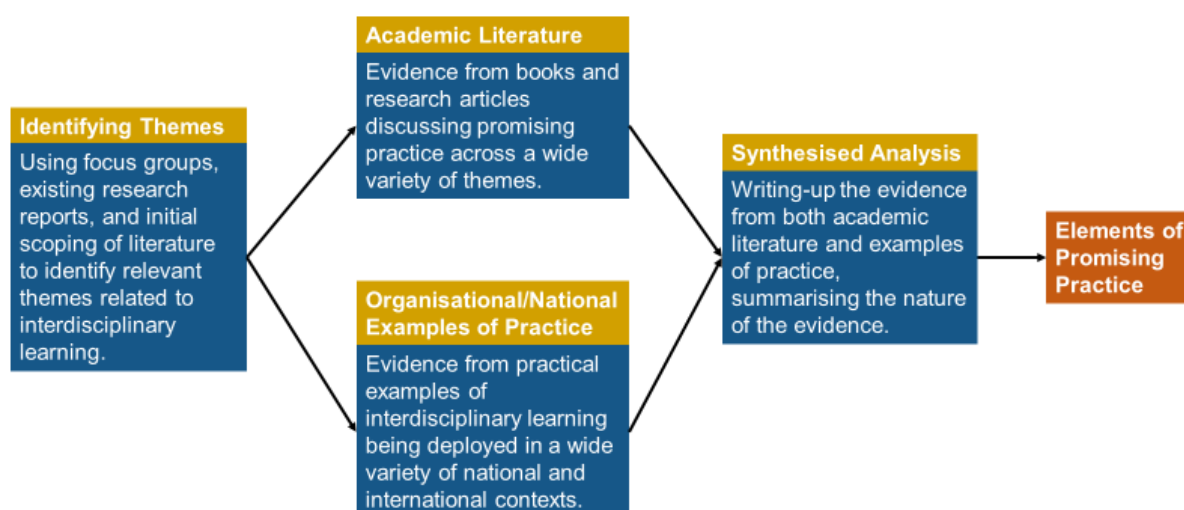 Identifying Themes
Using focus groups,
existing research
reports, and initial
scoping of literature
to identify relevant
themes related to
interdisciplinary
learning.
Academic Literature
Evidence from books and
research articles
discussing promising
practice across a wide
variety of themes.
Organisational/National
Examples of Practice
Evidence from practical
examples of
interdisciplinary learning
being deployed in a wide
variety of national and
international contexts.
Synthesised Analysis
Writing-up the evidence
from both academic
literature and examples
of practice,
summarising the nature
of the evidence.
Elements of
Promising
Practice